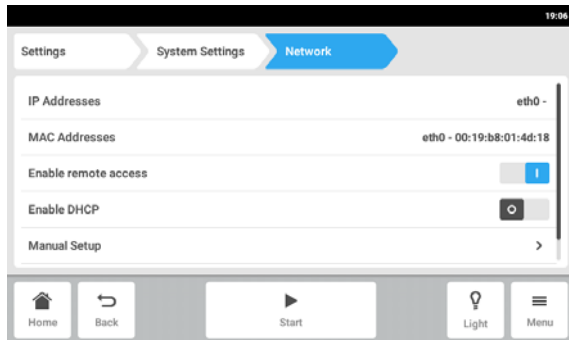 19:06
Settings System Settings Network
IP Addresses eth0 -
MAC Addresses eth0 - 00:19:b8:01:4d:18
Enable remote access
Enable DHCP
Manual Setup
Home Back Start Light Menu